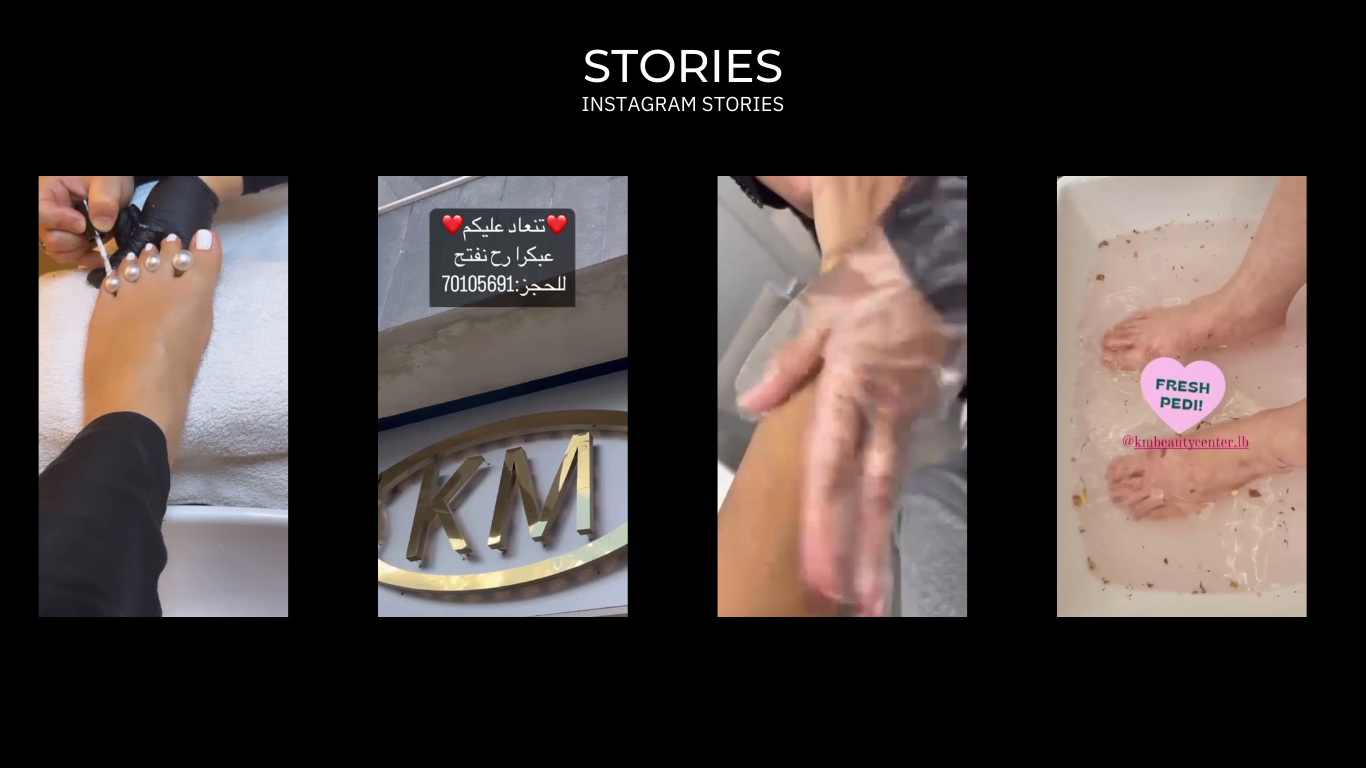 STORIES
INSTAGRAM STORIES
❤️تنعاد عليكم❤️
عبكرا رح نفتح
للحجز:70105691
KM
FRESH
PEDI!
@kmbeautycenter.lb